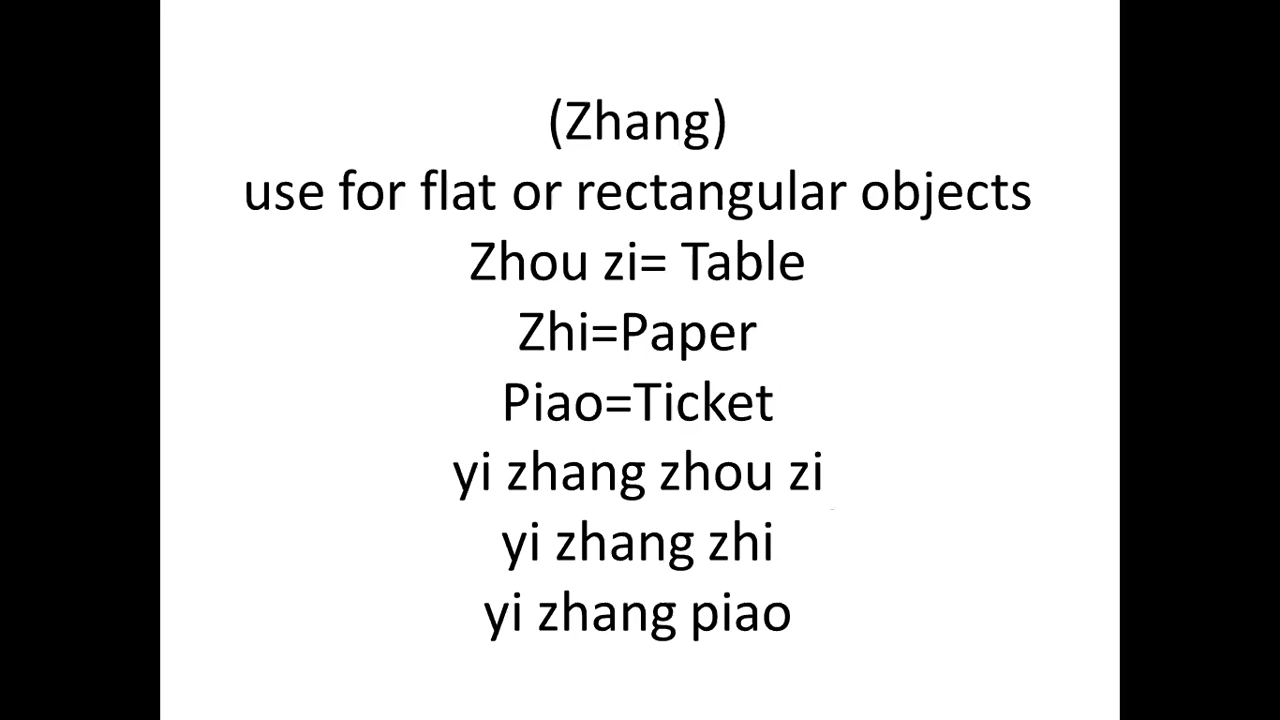 (Zhang)
use for flat or rectangular objects
Zhou zi= Table
Zhi=Paper
Piao=Ticket
yi zhang zhou zi
yi zhang zhi
yi zhang piao